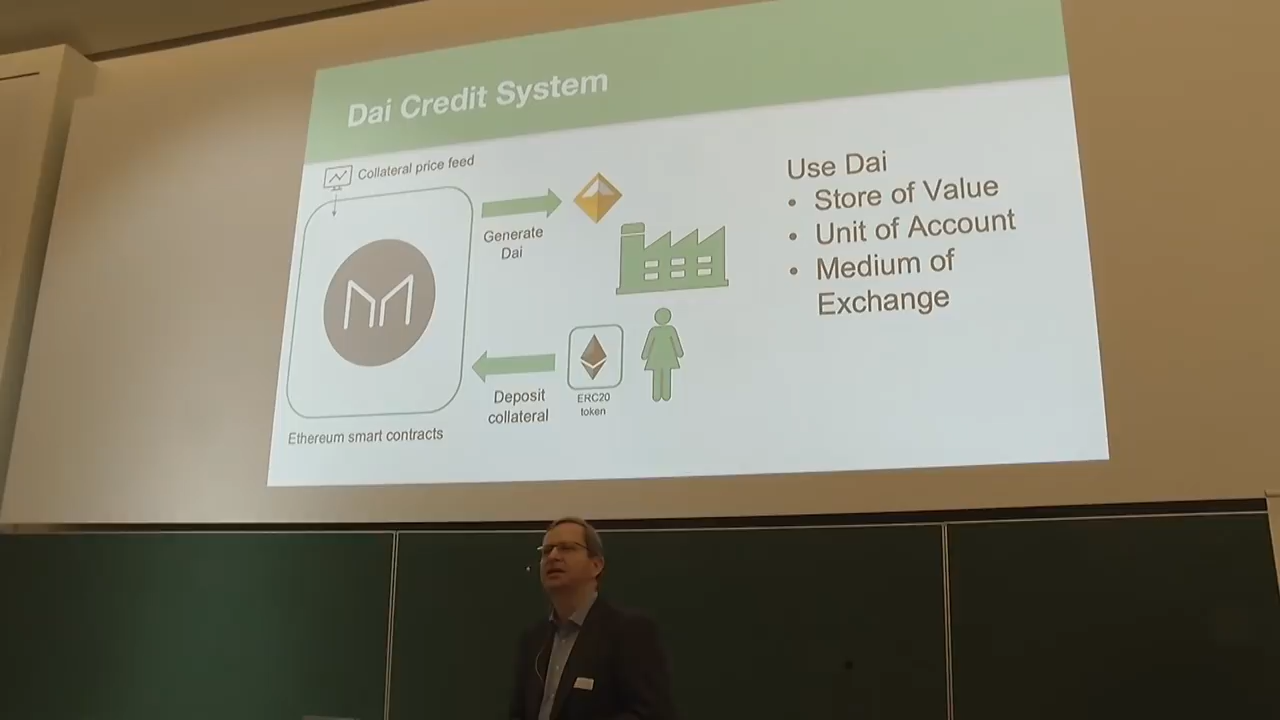 Dai Credit System
Collateral price feed
Generate
Dai
Deposit
collateral
ERC20
token
Ethereum smart contracts
Use Dai
• Store of Value
• Unit of Account
• Medium of
Exchange